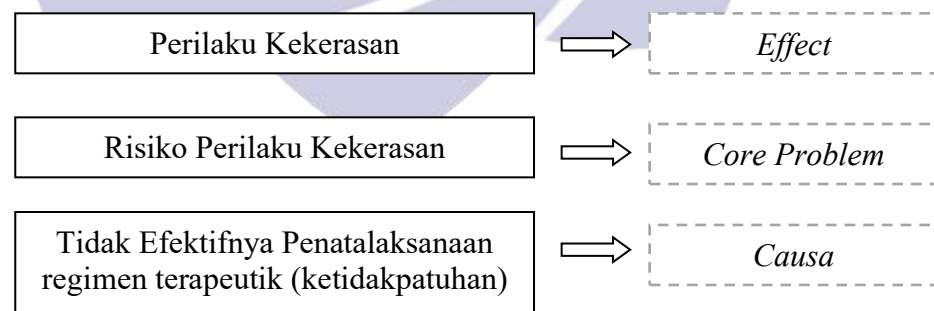 Perilaku Kekerasan
Effect
Risiko Perilaku Kekerasan
Core Problem
Tidak Efektifnya Penatalaksanaan
regimen terapeutik (ketidakpatuhan)
Causa